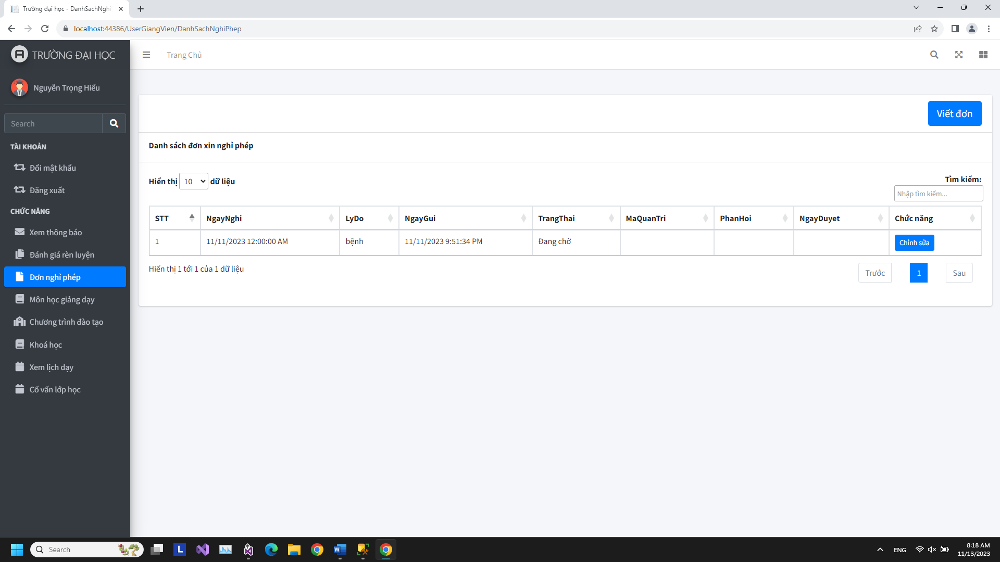 Trường đại học - DanhSachNghi
localhost:44386/UserGiangVien/DanhSachNghiPhep
TRƯỜNG ĐẠI HỌC
Trang Chủ
Nguyễn Trọng Hiếu
Search
TÀI KHOẢN
Đổi mật khẩu
Đăng xuất
CHỨC NĂNG
Xem thông báo
Đánh giá rèn luyện
Đơn nghỉ phép
Môn học giảng dạy
Chương trình đào tạo
Khoá học
Xem lịch dạy
Cố vấn lớp học
Viết đơn
Danh sách đơn xin nghỉ phép
Hiển thị 10 dữ liệu
Tìm kiếm:
Nhập tìm kiếm...
STT NgayNghi LyDo NgayGui TrangThai MaQuanTri PhanHoi NgayDuyet Chức năng
1 11/11/2023 12:00:00 AM bệnh 11/11/2023 9:51:34 PM Đang chờ Chỉnh sửa
Hiển thị 1 tới 1 của 1 dữ liệu
Trước 1 Sau
Search
L
ENG
8:18 AM
11/13/2023